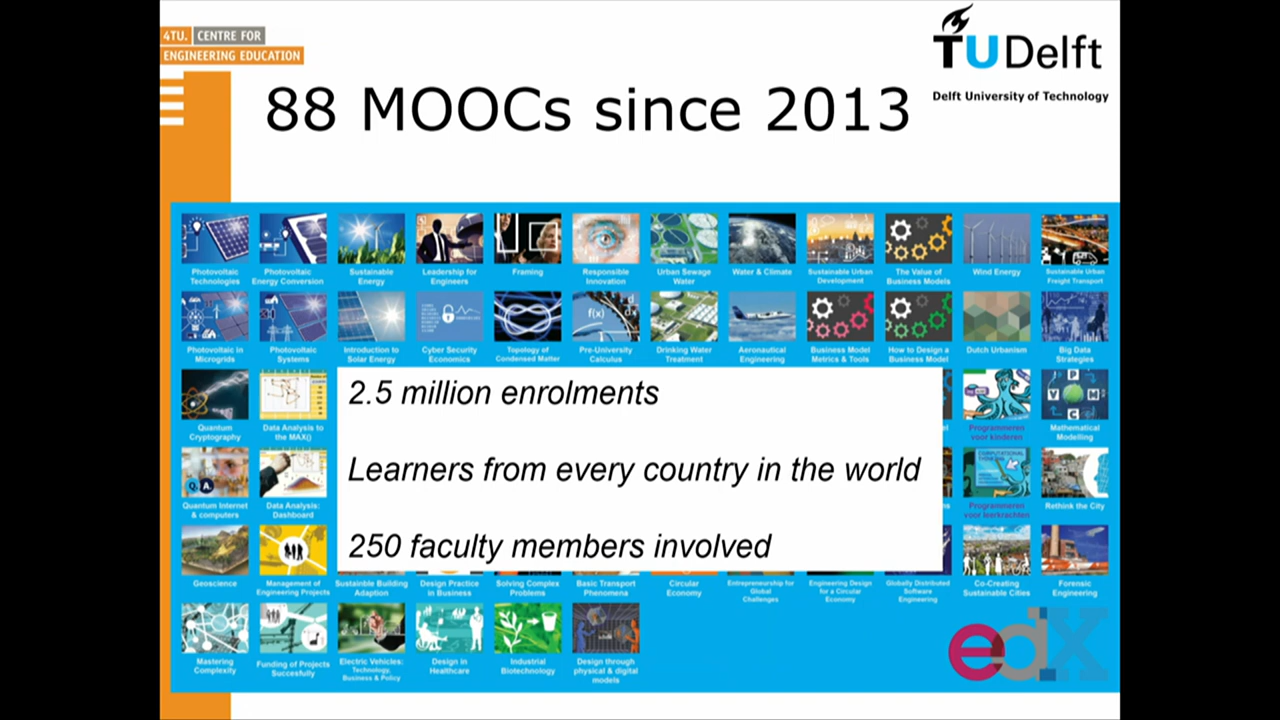 4TU. CENTRE FOR
ENGINEERING EDUCATION
TUDelft
Delft University of Technology
88 MOOCs since 2013
Photovoltaic Technologies
Photovoltaic Energy Conversion
Sustainable Energy
Leadership for Engineers
Framing
Responsible Innovation
Urban Sewage Water
Water & Climate
Sustainable Urban Development
The Value of Business Models
Wind Energy
Sustainable Urban Freight Transport
Photovoltaic in Microgrids
Photovoltaic Systems
Introduction to Solar Energy
Cyber Security Economics
Topology of Condensed Matter
Pre-University Calculus
Drinking Water Treatment
Aeronautical Engineering
Business Model Metrics & Tools
How to Design a Business Model
Dutch Urbanism
Big Data Strategies
2.5 million enrolments
Learners from every country in the world
250 faculty members involved
Quantum Cryptography
Data Analysis to the MAX()
Programmeren voor kinderen
Mathematical Modelling
Quantum Internet & computers
Data Analysis: Dashboard
Programmeren voor leerkrachten
Rethink the City
Geoscience
Management of Engineering Projects
Sustainble Building Adaption
Design Practice in Business
Solving Complex Problems
Basic Transport Phenomena
Circular Economy
Entrepreneurship for Global Challenges
Engineering Design for a Circular Economy
Globally Distributed Software Engineering
Co-Creating Sustainable Cities
Forensic Engineering
Mastering Complexity
Funding of Projects Succesfully
Electric Vehicles: Technology, Business & Policy
Design in Healthcare
Industrial Biotechnology
Design through physical & digital models
edX